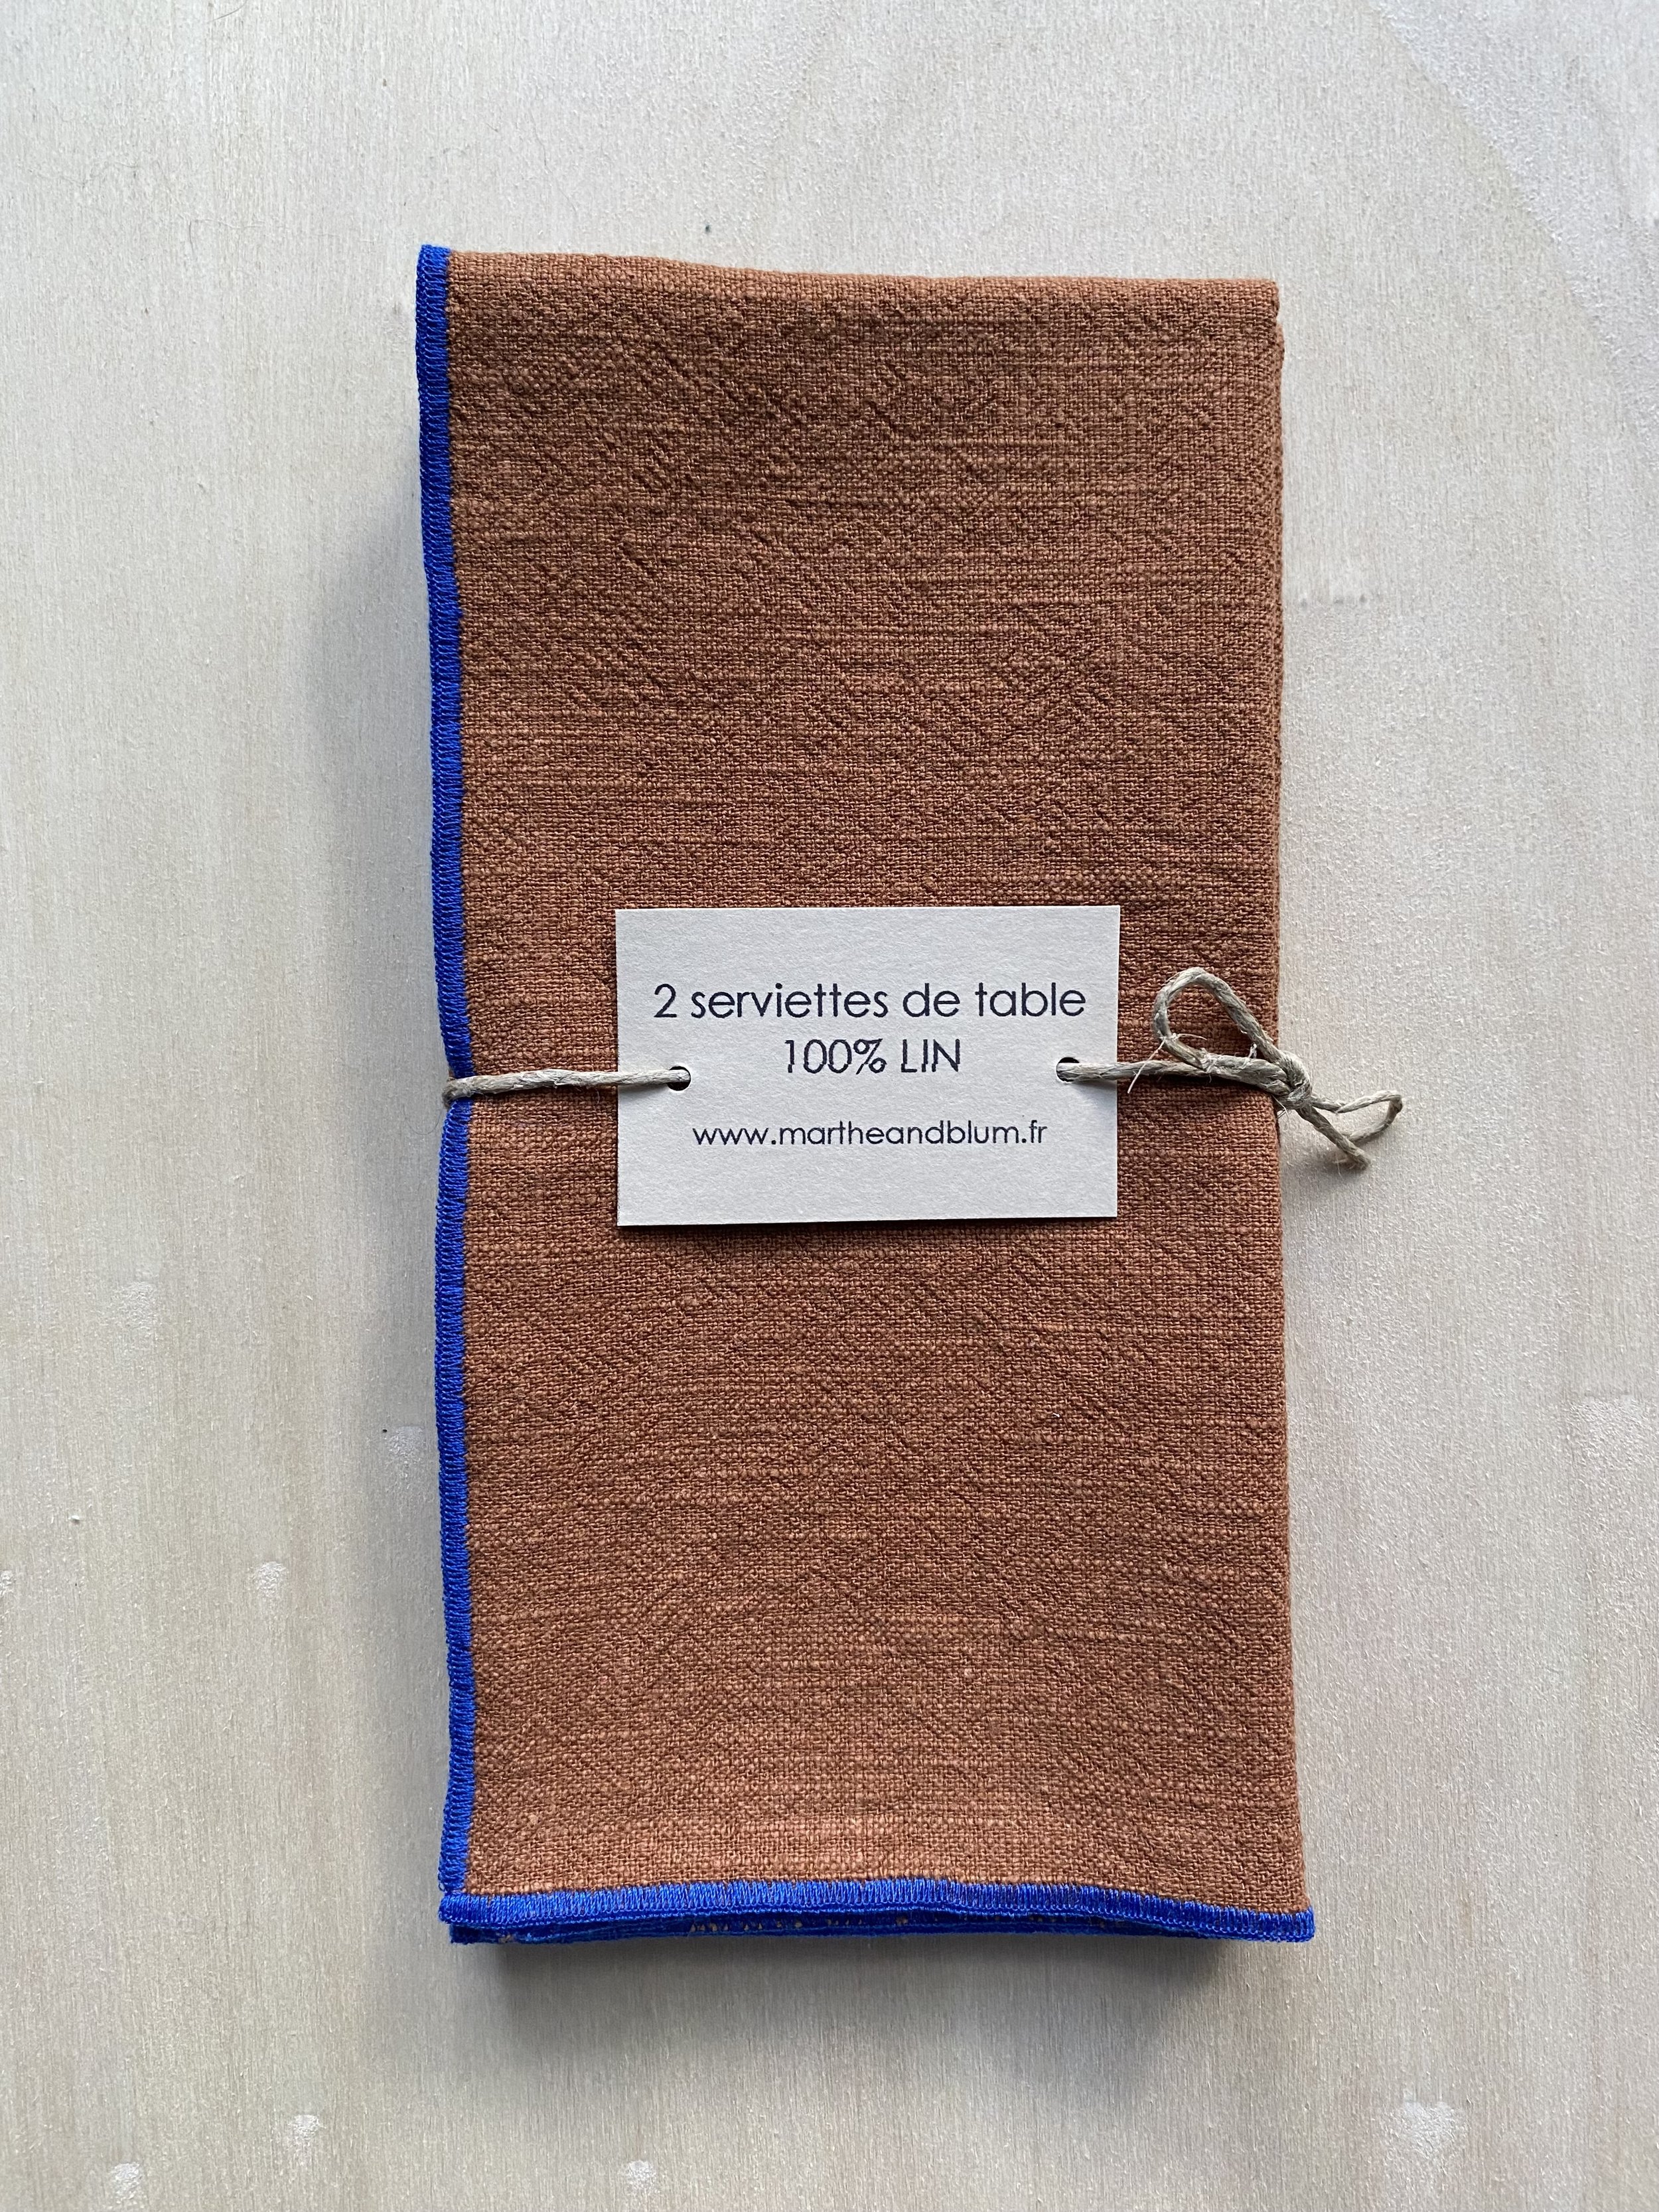 2 serviettes de table
100% LIN
www.martheandblum.fr